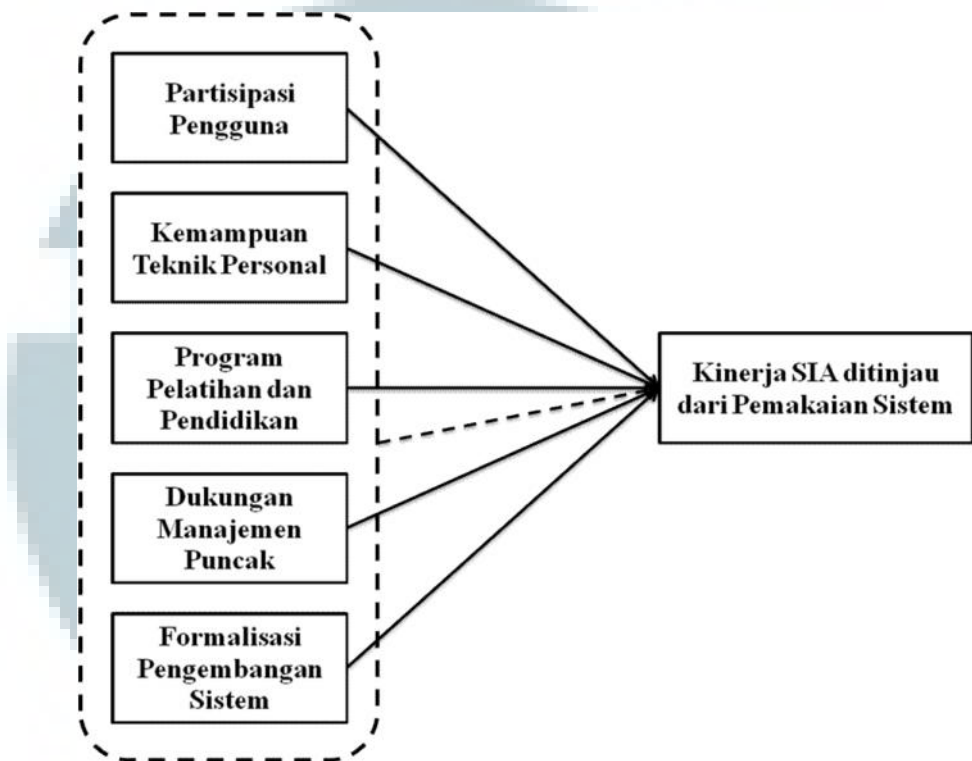 Partisipasi
Pengguna
Kemampuan
Teknik Personal
Program
Pelatihan dan
Pendidikan
Dukungan
Manajemen
Puncak
Formalisasi
Pengembangan
Sistem
Kinerja SIA ditinjau
dari Pemakaian Sistem